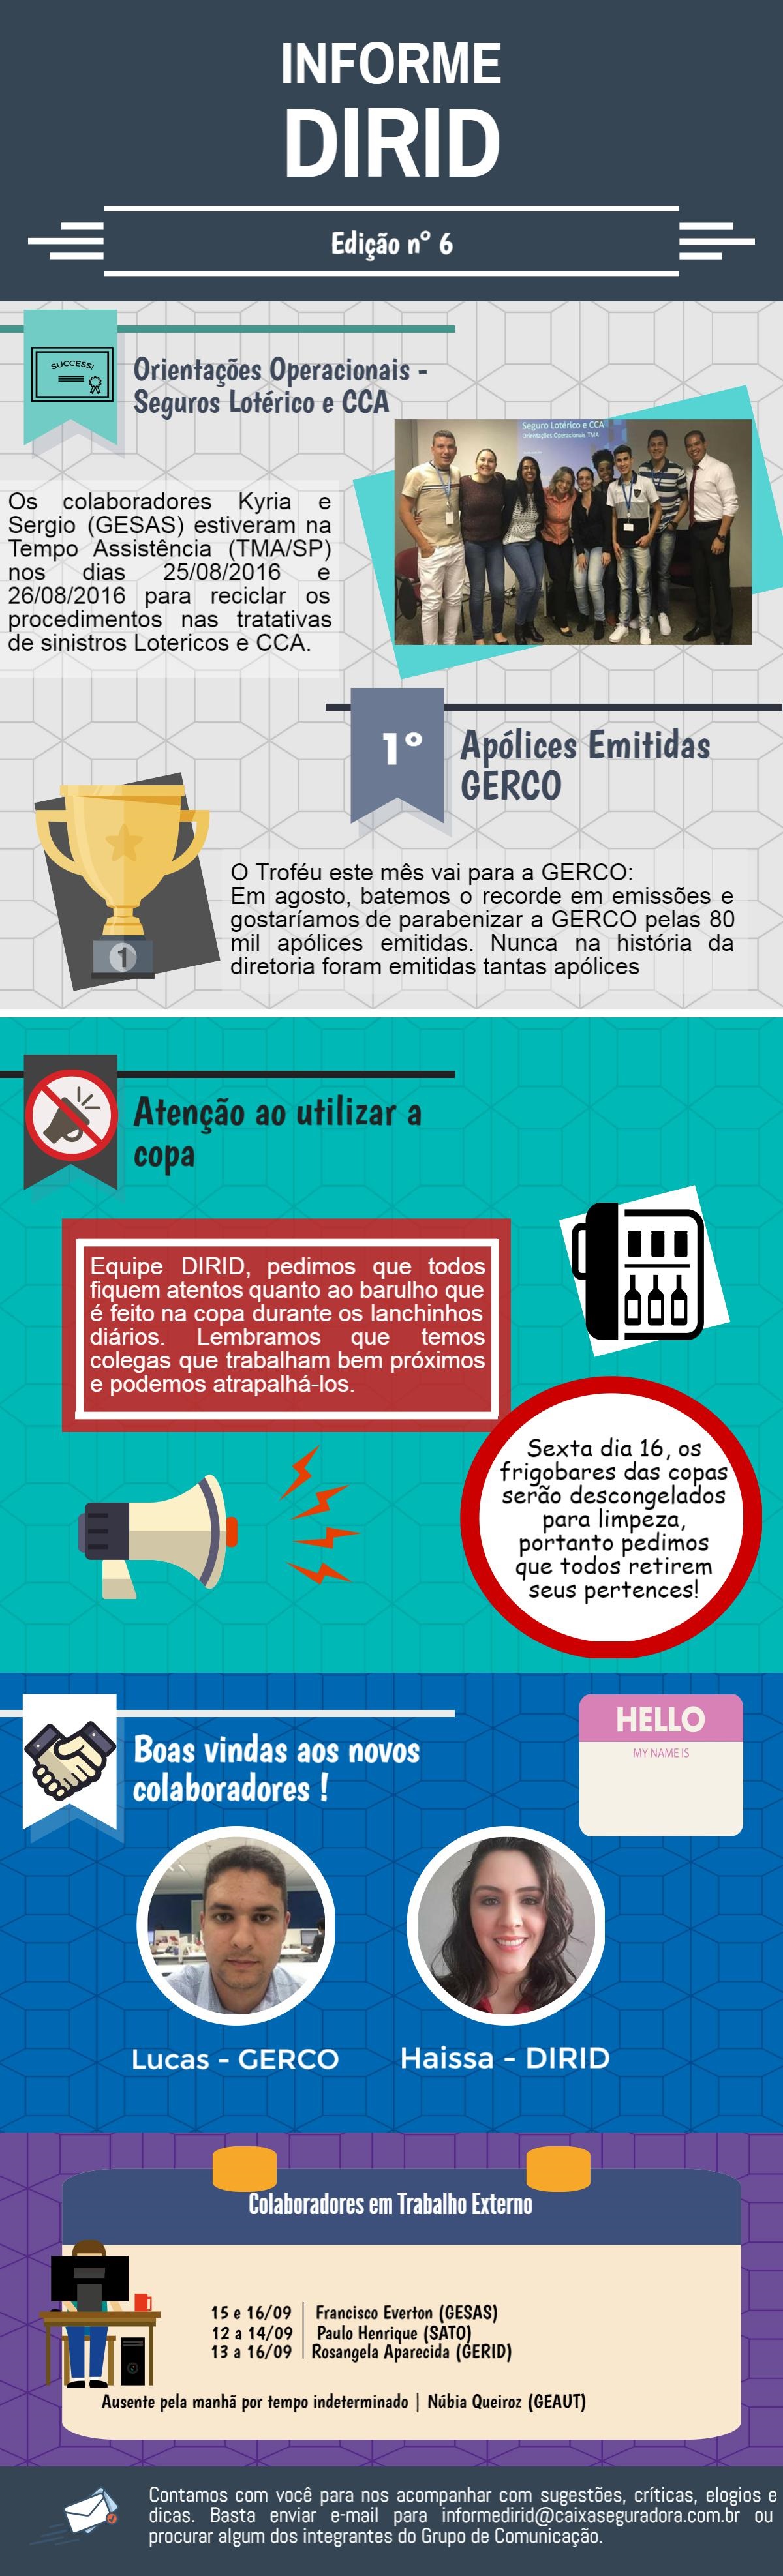 INFORME
DIRID
Edição n° 6
SUCCESS!
Orientações Operacionais -
Seguros Lotérico e CCA
Seguro Lotérico e CCA
Orientações Operacionais TMA
Os colaboradores Kyria e
Sergio (GESAS) estiveram na
Tempo Assistência (TMA/SP)
nos dias 25/08/2016 e
26/08/2016 para reciclar os
procedimentos nas tratativas
de sinistros Lotericos e CCA.
1º
Apólices Emitidas
GERCO
1
O Troféu este mês vai para a GERCO:
Em agosto, batemos o recorde em emissões e
gostaríamos de parabenizar a GERCO pelas 80
mil apólices emitidas. Nunca na história da
diretoria foram emitidas tantas apólices
Atenção ao utilizar a
copa
Equipe DIRID, pedimos que todos
fiquem atentos quanto ao barulho que
é feito na copa durante os lanchinhos
diários. Lembramos que temos
colegas que trabalham bem próximos
e podemos atrapalhá-los.
Sexta dia 16, os
frigobares das copas
serão descongelados
para limpeza,
portanto pedimos
que todos retirem
seus pertences!
HELLO
MY NAME IS
Boas vindas aos novos
colaboradores !
Lucas - GERCO
Haissa - DIRID
Colaboradores em Trabalho Externo
15 e 16/09 | Francisco Everton (GESAS)
12 a 14/09 | Paulo Henrique (SATO)
13 a 16/09 | Rosangela Aparecida (GERID)
Ausente pela manhã por tempo indeterminado | Núbia Queiroz (GEAUT)
Contamos com você para nos acompanhar com sugestões, críticas, elogios e
dicas. Basta enviar e-mail para informedirid@caixaseguradora.com.br ou
procurar algum dos integrantes do Grupo de Comunicação.